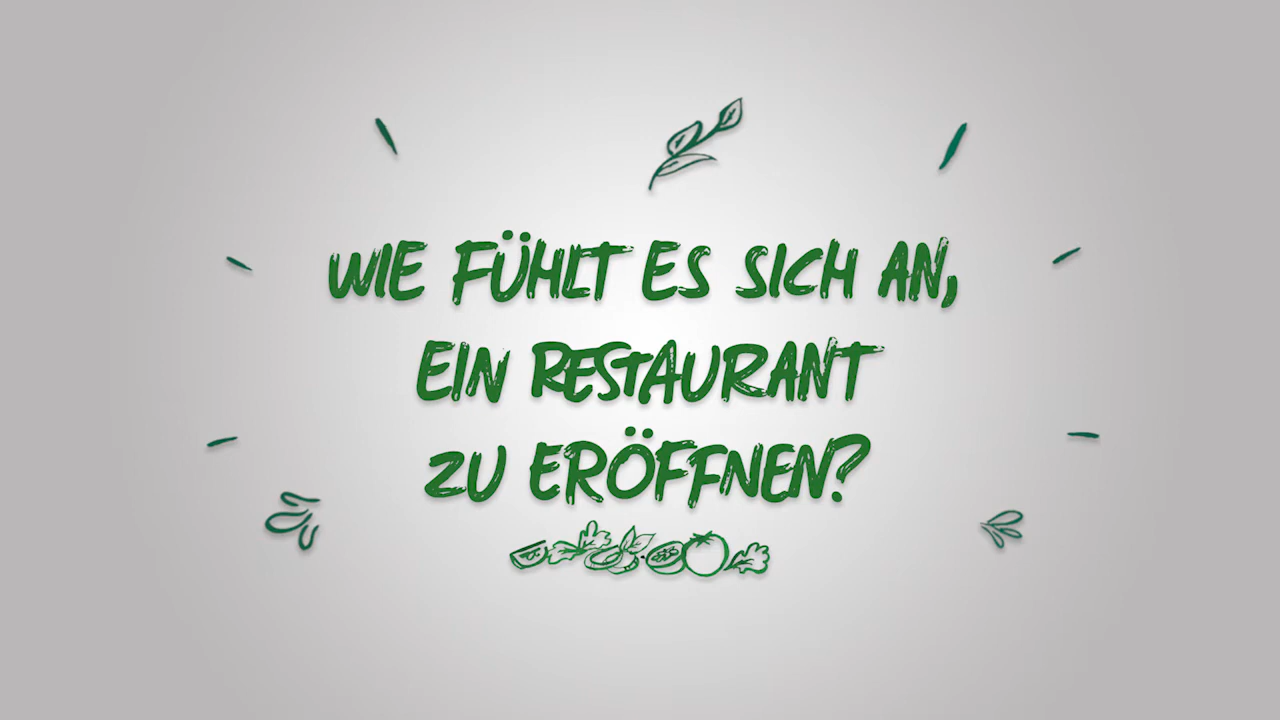 WIE FÜHLT ES SICH AN,
EIN RESTAURANT
ZU ERÖFFNEN?